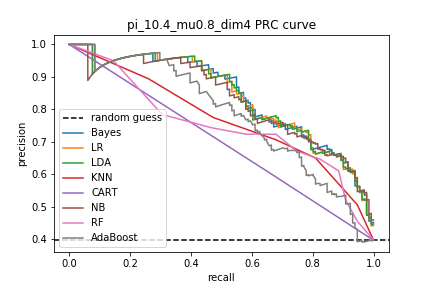 pi_10.4_mu0.8_dim4 PRC curve
1.0
0.9
0.8
0.7
0.6
0.5
0.4
precision
random guess
Bayes
LR
LDA
KNN
CART
NB
RF
AdaBoost
0.0 0.2 0.4 0.6 0.8 1.0
recall